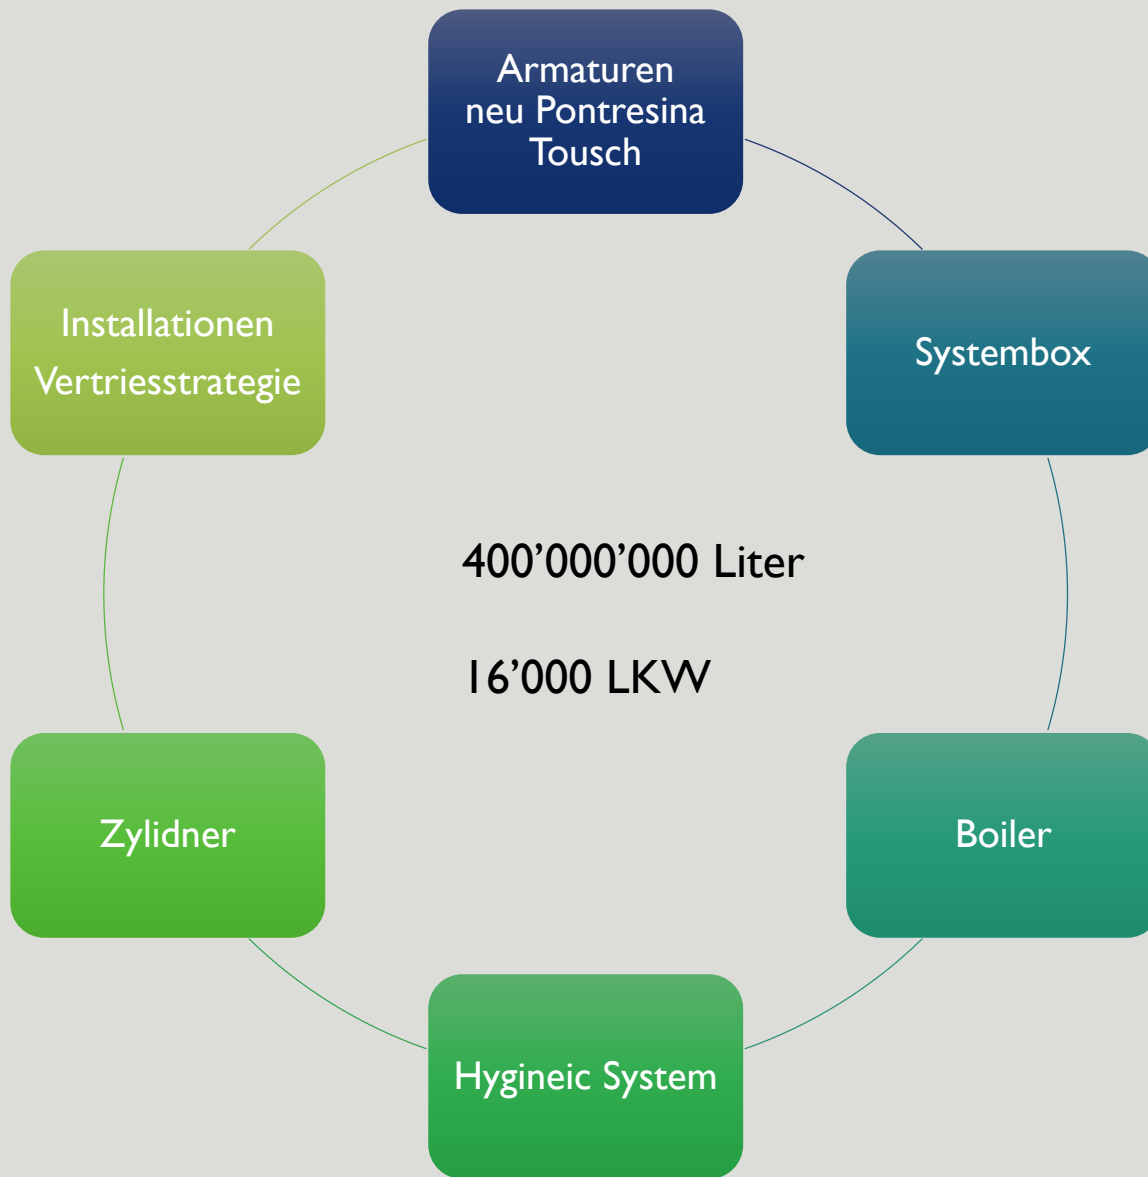 Armaturen
neu Pontresina
Tousch
Systembox
Boiler
Hygineic System
Zylidner
Installationen
Vertriesstrategie
400’000’000 Liter
16’000 LKW